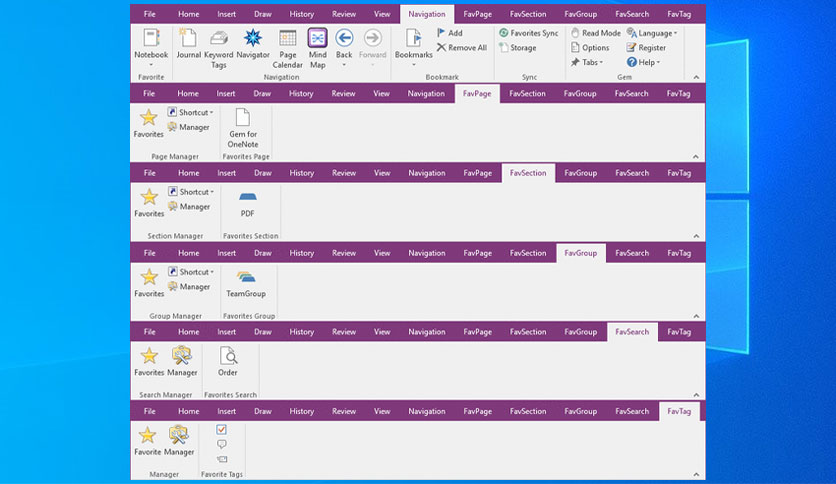 File Home Insert Draw History Review View Navigation FavPage FavSection FavGroup FavSearch FavTag
Notebook Journal Keyword Tags Navigator Page Calendar Mind Map Back Forward Bookmarks Add Remove All Favorites Sync Storage Read Mode Options Tabs Language Register Help
Favorite Navigation Bookmark Sync Gem
File Home Insert Draw History Review View Navigation FavPage FavSection FavGroup FavSearch FavTag
Favorites Shortcut Manager Gem for OneNote
Page Manager Favorites Page
File Home Insert Draw History Review View Navigation FavPage FavSection FavGroup FavSearch FavTag
Favorites Shortcut Manager PDF
Section Manager Favorites Section
File Home Insert Draw History Review View Navigation FavPage FavSection FavGroup FavSearch FavTag
Favorites Shortcut Manager TeamGroup
Group Manager Favorites Group
File Home Insert Draw History Review View Navigation FavPage FavSection FavGroup FavSearch FavTag
Favorites Manager Order
Search Manager Favorites Search
File Home Insert Draw History Review View Navigation FavPage FavSection FavGroup FavSearch FavTag
Favorite Manager
Manager Favorite Tags